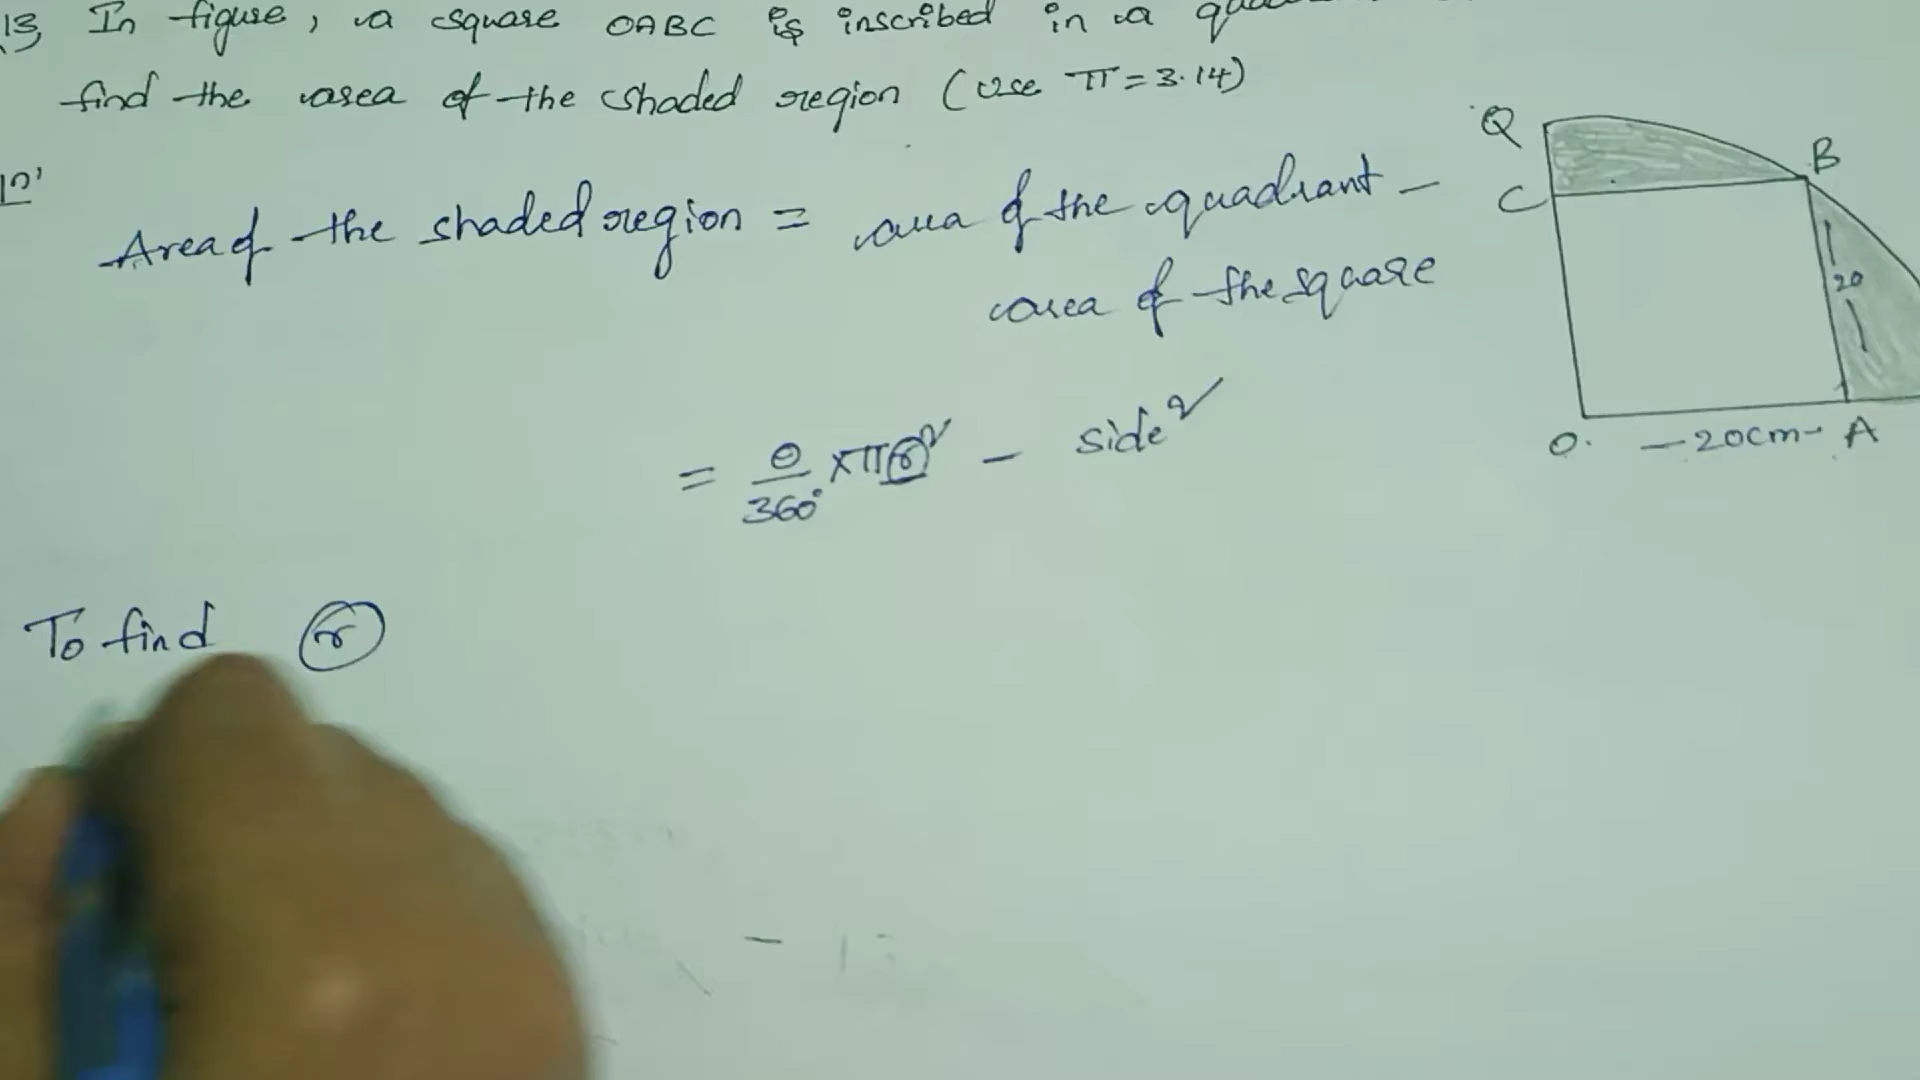 13, In figure, a square OABC is inscribed in a
find the area of the shaded region (use π = 3.14)
Area of the shaded region = area of the quadrant -
area of the square
= θ/360° × πr² - side²
To find r
Q
B
C
20
O. - 20cm - A